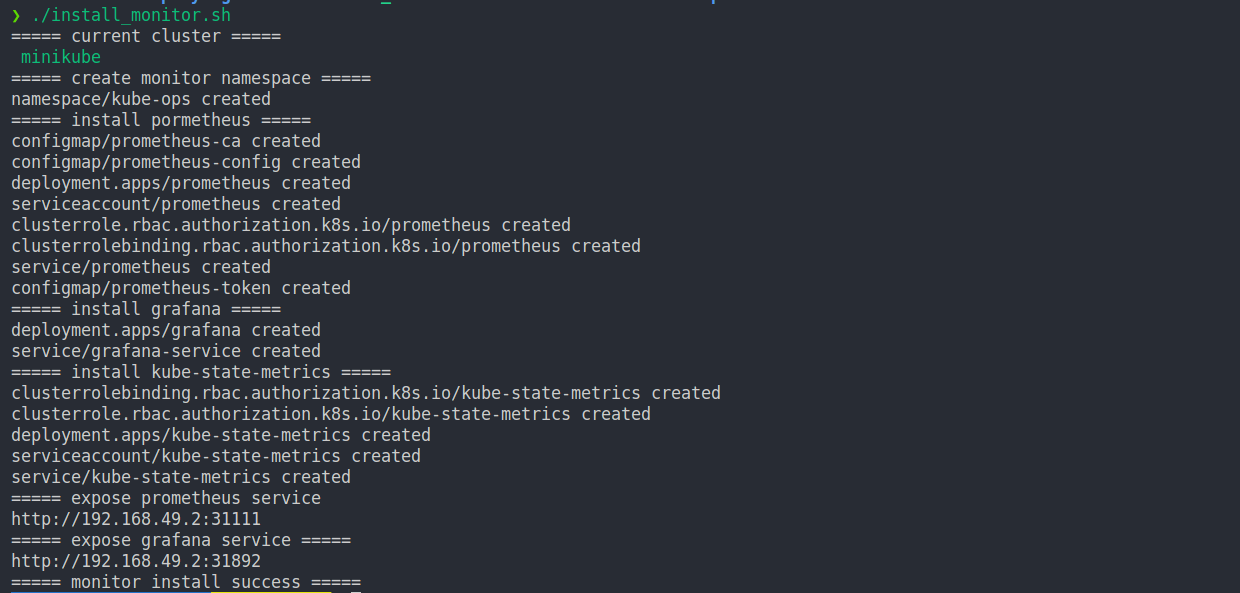 ❯ ./install_monitor.sh
===== current cluster =====
minikube
===== create monitor namespace =====
namespace/kube-ops created
===== install pormetheus =====
configmap/prometheus-ca created
configmap/prometheus-config created
deployment.apps/prometheus created
serviceaccount/prometheus created
clusterrole.rbac.authorization.k8s.io/prometheus created
clusterrolebinding.rbac.authorization.k8s.io/prometheus created
service/prometheus created
configmap/prometheus-token created
===== install grafana =====
deployment.apps/grafana created
service/grafana-service created
===== install kube-state-metrics =====
clusterrolebinding.rbac.authorization.k8s.io/kube-state-metrics created
clusterrole.rbac.authorization.k8s.io/kube-state-metrics created
deployment.apps/kube-state-metrics created
serviceaccount/kube-state-metrics created
service/kube-state-metrics created
===== expose prometheus service
http://192.168.49.2:31111
===== expose grafana service =====
http://192.168.49.2:31892
===== monitor install success =====